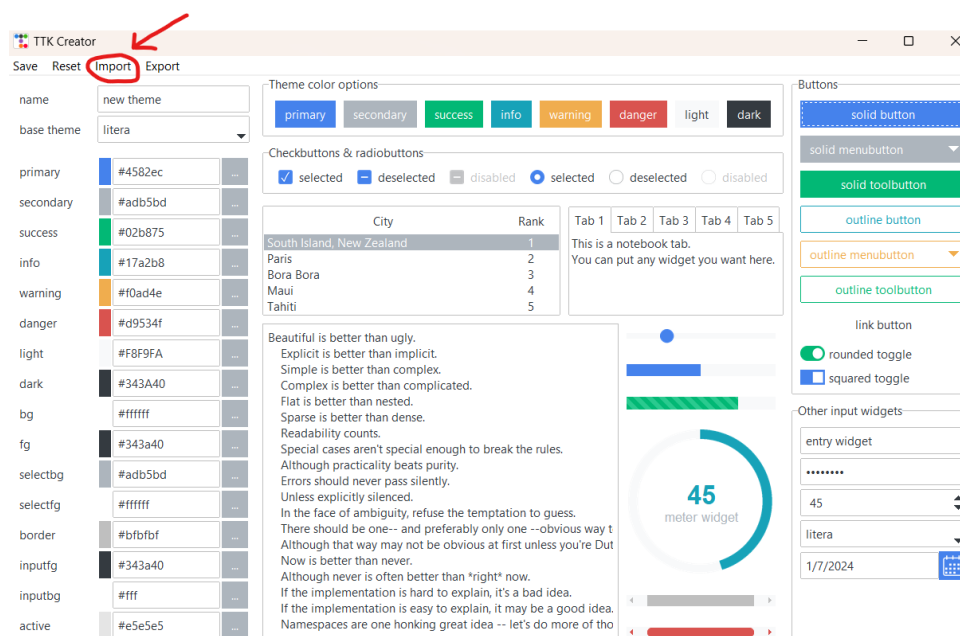 TTK Creator
Save Reset Import Export
name new theme
base theme litera
primary #4582ec ...
secondary #adb5bd ...
success #02b875 ...
info #17a2b8 ...
warning #f0ad4e ...
danger #d9534f ...
light #F8F9FA ...
dark #343A40 ...
bg #ffffff ...
fg #343a40 ...
selectbg #adb5bd ...
selectfg #ffffff ...
border #bfbfbf ...
inputfg #343a40 ...
inputbg #fff ...
active #e5e5e5 ...
Theme color options
primary secondary success info warning danger light dark
Checkbuttons & radiobuttons
selected deselected disabled selected deselected disabled
City Rank
South Island, New Zealand 1
Paris 2
Bora Bora 3
Maui 4
Tahiti 5
Tab 1 Tab 2 Tab 3 Tab 4 Tab 5
This is a notebook tab.
You can put any widget you want here.
Beautiful is better than ugly.
Explicit is better than implicit.
Simple is better than complex.
Complex is better than complicated.
Flat is better than nested.
Sparse is better than dense.
Readability counts.
Special cases aren't special enough to break the rules.
Although practicality beats purity.
Errors should never pass silently.
Unless explicitly silenced.
In the face of ambiguity, refuse the temptation to guess.
There should be one-- and preferably only one --obvious way t
Although that way may not be obvious at first unless you're Dut
Now is better than never.
Although never is often better than *right* now.
If the implementation is hard to explain, it's a bad idea.
If the implementation is easy to explain, it may be a good idea.
Namespaces are one honking great idea -- let's do more of tho
45
meter widget
Buttons
solid button
solid menubutton
solid toolbutton
outline button
outline menubutton
outline toolbutton
link button
rounded toggle
squared toggle
Other input widgets
entry widget
••••••••
45
litera
1/7/2024